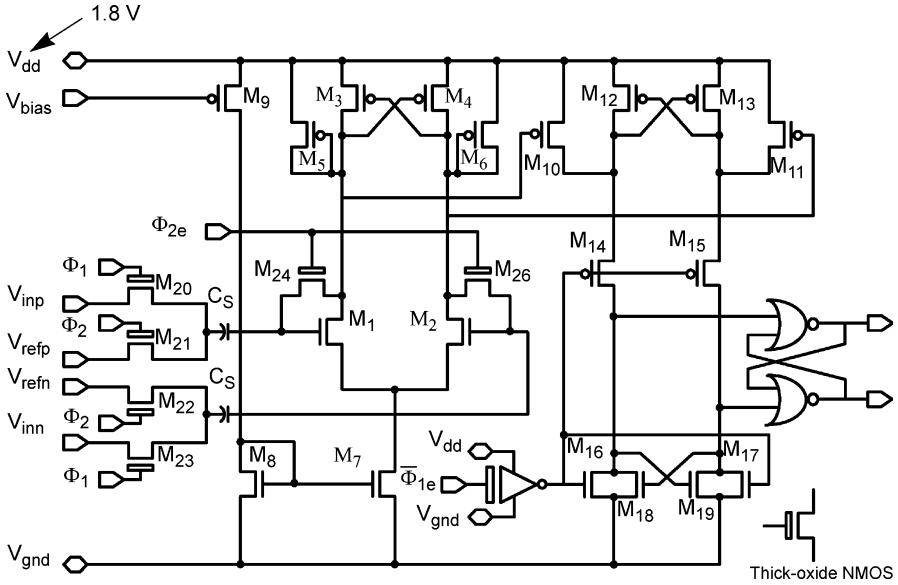 1.8 V
V_dd
V_bias
M_9
M_3
M_4
M_12
M_13
M_5
M_6
M_10
M_11
Φ_2e
M_14
M_15
Φ_1
M_20
M_24
M_26
V_inp
C_S
Φ_2
M_21
M_1
M_2
V_refp
V_refn
C_S
M_22
V_inn
Φ_2
M_23
Φ_1
M_8
M_7
V_dd
M_16
M_17
Φ̅_1e
V_gnd
M_18
M_19
V_gnd
Thick-oxide NMOS